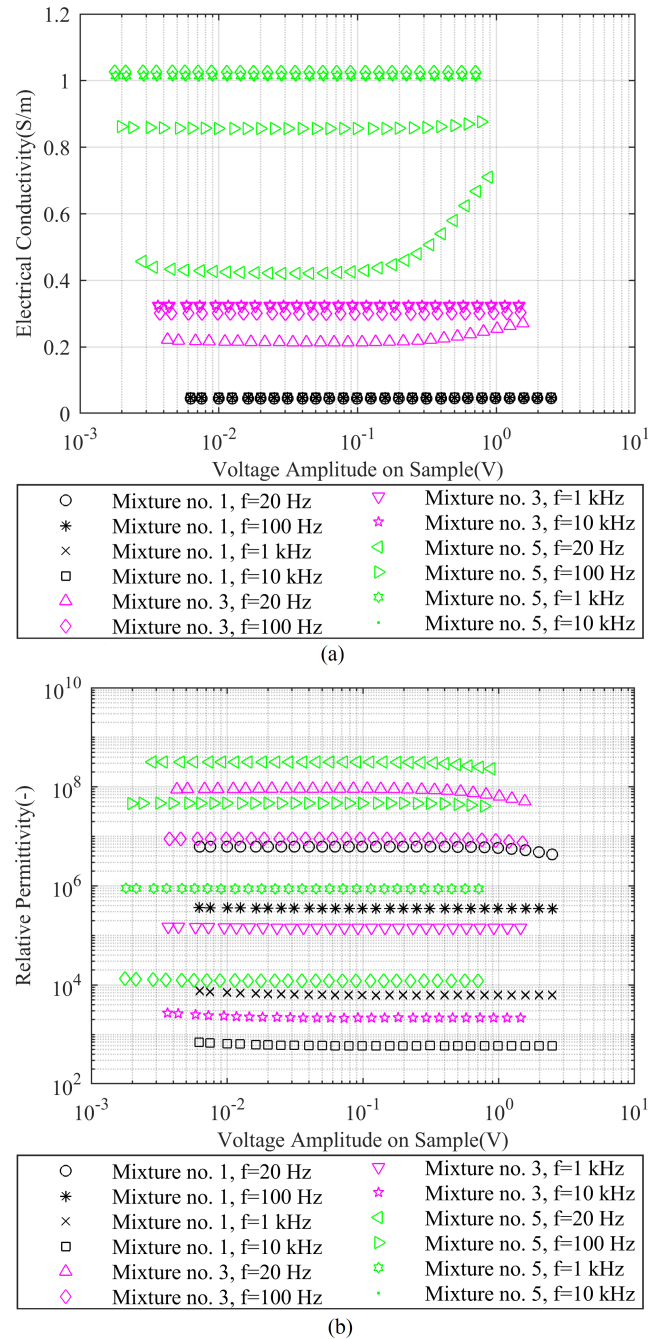 1.2
1
0.8
0.6
0.4
0.2
0
Electrical Conductivity(S/m)
10^-3 10^-2 10^-1 10^0 10^1
Voltage Amplitude on Sample(V)
Mixture no. 1, f=20 Hz
Mixture no. 1, f=100 Hz
Mixture no. 1, f=1 kHz
Mixture no. 1, f=10 kHz
Mixture no. 3, f=20 Hz
Mixture no. 3, f=100 Hz
Mixture no. 3, f=1 kHz
Mixture no. 3, f=10 kHz
Mixture no. 5, f=20 Hz
Mixture no. 5, f=100 Hz
Mixture no. 5, f=1 kHz
Mixture no. 5, f=10 kHz
(a)
10^10
10^8
10^6
10^4
10^2
Relative Permittivity(-)
10^-3 10^-2 10^-1 10^0 10^1
Voltage Amplitude on Sample(V)
Mixture no. 1, f=20 Hz
Mixture no. 1, f=100 Hz
Mixture no. 1, f=1 kHz
Mixture no. 1, f=10 kHz
Mixture no. 3, f=20 Hz
Mixture no. 3, f=100 Hz
Mixture no. 3, f=1 kHz
Mixture no. 3, f=10 kHz
Mixture no. 5, f=20 Hz
Mixture no. 5, f=100 Hz
Mixture no. 5, f=1 kHz
Mixture no. 5, f=10 kHz
(b)